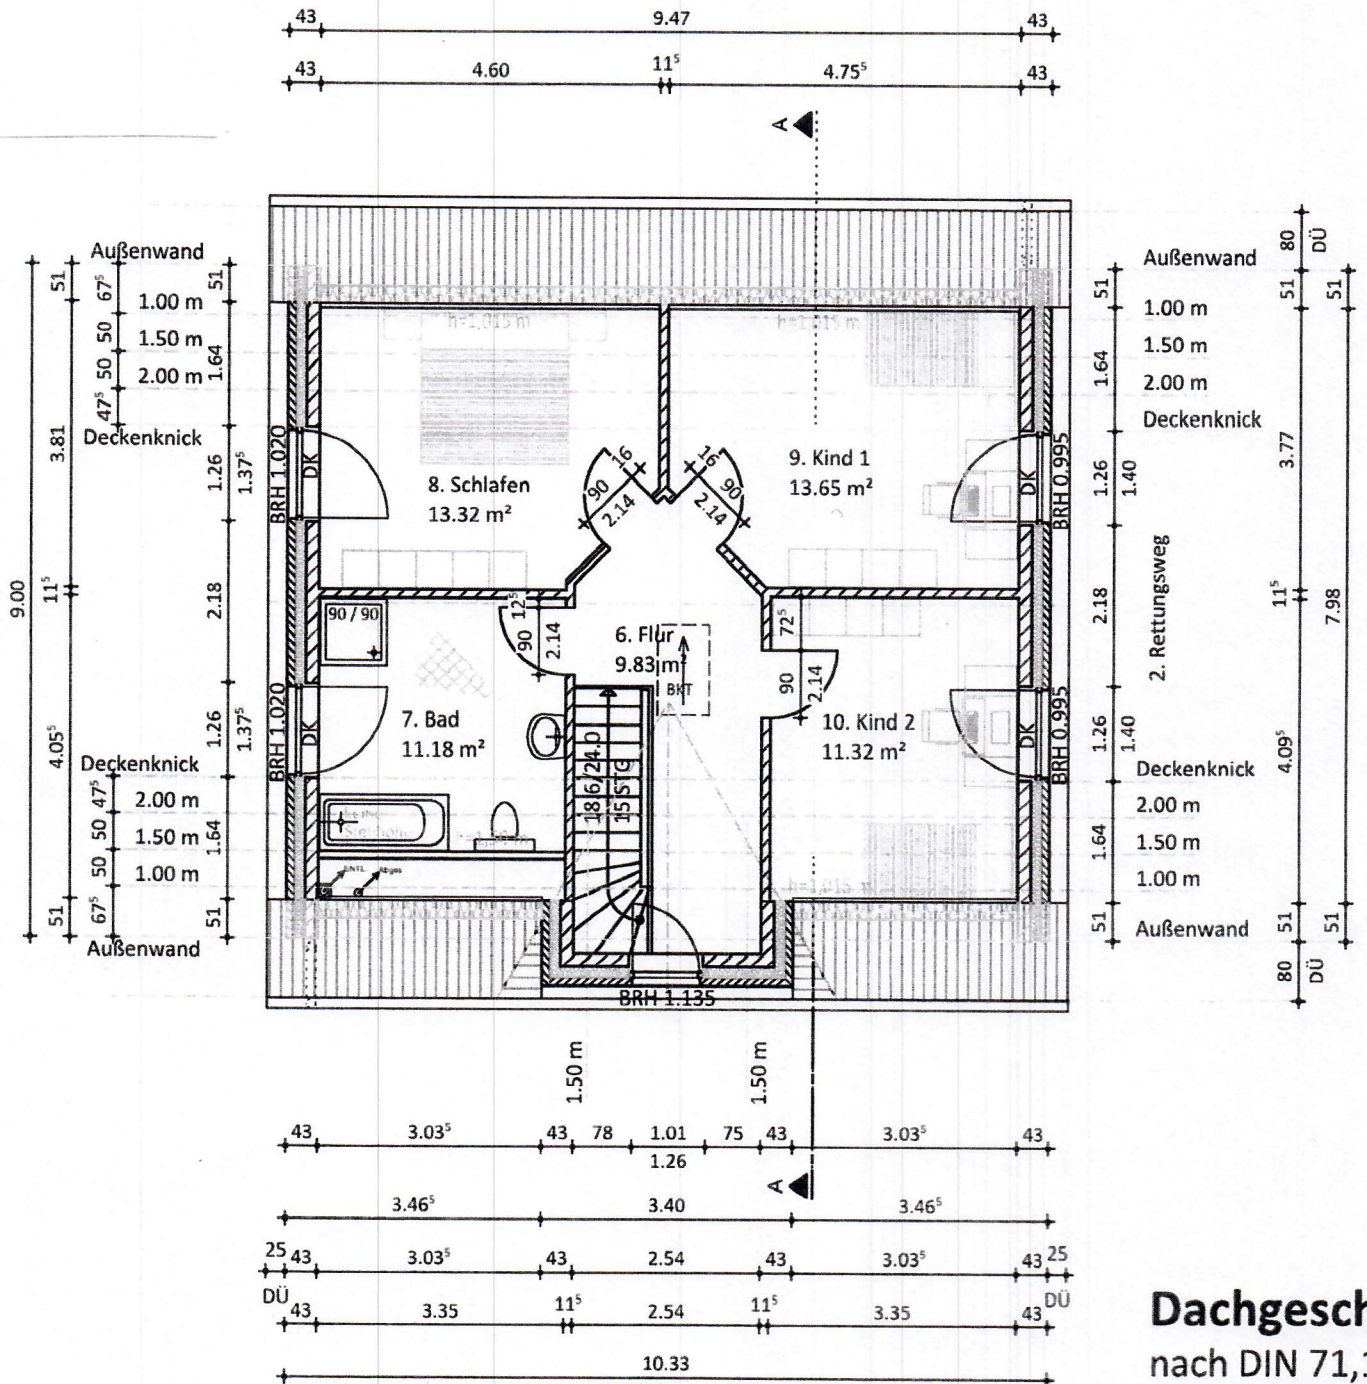 43 9.47 43
43 4.60 11⁵ 4.75⁵ 43
A
80 DÜ
Außenwand
51 67⁵ 51
1.00 m
50
1.50 m
50 1.64
2.00 m
47⁵
Deckenknick
Außenwand
51 51 51
1.00 m
1.50 m
1.64
2.00 m
Deckenknick
h=1,015 m
h=1,015 m
3.81
BRH 1.020
DK
1.26
1.37⁵
8. Schlafen
13.32 m²
16
90
2.14
16
90
2.14
9. Kind 1
13.65 m²
DK
BRH 0.995
1.26
1.40
3.77
9.00
11⁵
2.18
90 / 90
12⁵
90
2.14
6. Flur
9.83 m²
BKT
72⁵
90
2.14
2.18
2. Rettungsweg
11⁵
7.98
4.05⁵
BRH 1.020
DK
1.26
1.37⁵
7. Bad
11.18 m²
18.6/24.0
15 STG
10. Kind 2
11.32 m²
DK
BRH 0.995
1.26
1.40
4.09⁵
Deckenknick
47⁵
2.00 m
50
1.50 m
1.64
50
1.00 m
51 67⁵ 51
Außenwand
Deckenknick
2.00 m
1.50 m
1.64
1.00 m
51 51 51
Außenwand
80 DÜ
h=1,015 m
BRH 1.135
1.50 m 1.50 m
43 3.03⁵ 43 78 1.01 75 43 3.03⁵ 43
1.26
A
3.46⁵ 3.40 3.46⁵
25 43 3.03⁵ 43 2.54 43 3.03⁵ 43 25
DÜ DÜ
43 3.35 11⁵ 2.54 11⁵ 3.35 43
10.33
Dachgesch
nach DIN 71,